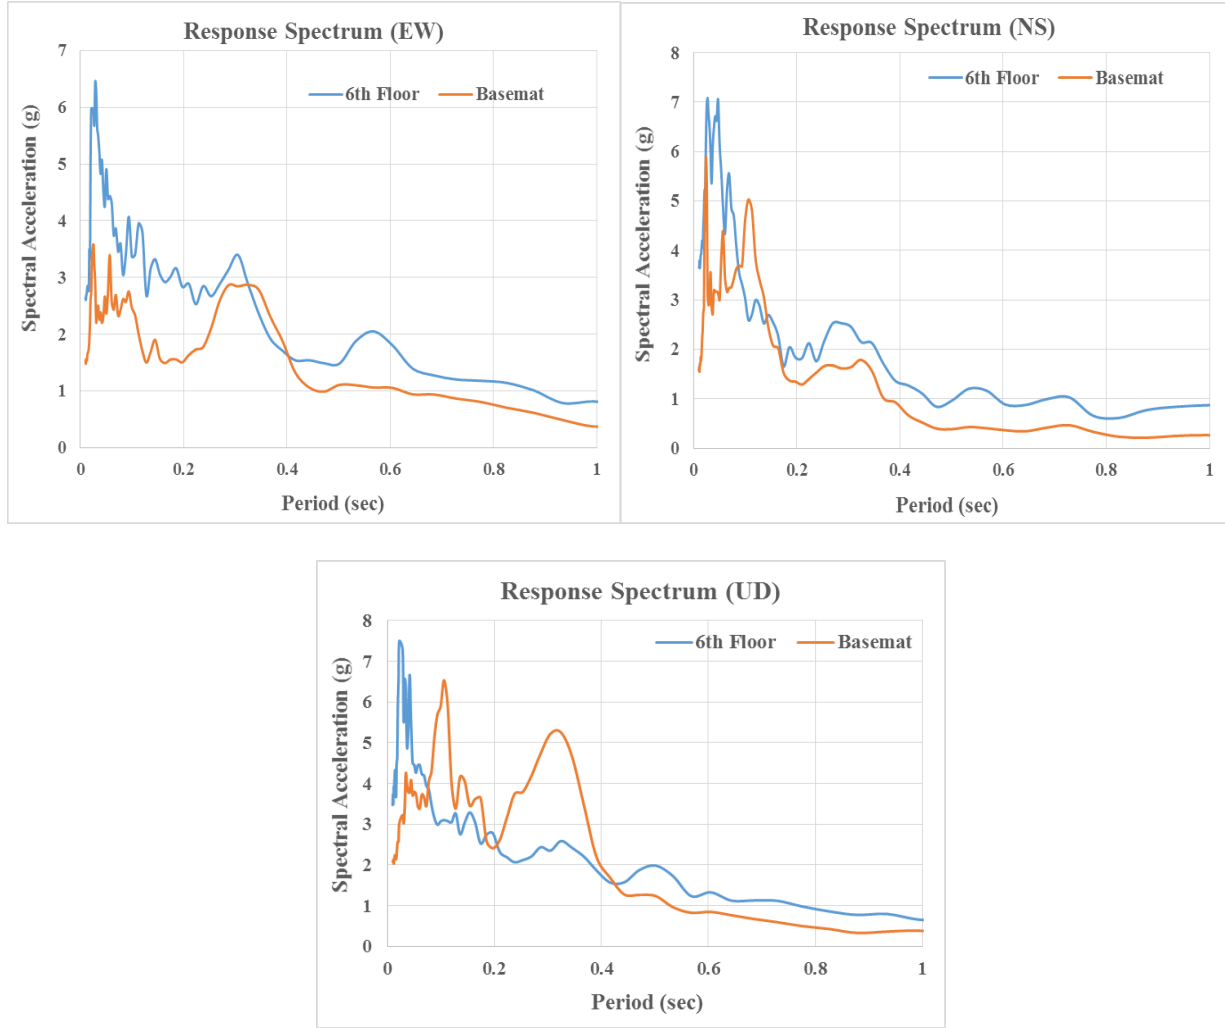 Response Spectrum (EW)
6th Floor
Basemat
Spectral Acceleration (g)
7
6
5
4
3
2
1
0
0
0.2
0.4
0.6
0.8
1
Period (sec)
Response Spectrum (NS)
6th Floor
Basemat
Spectral Acceleration (g)
8
7
6
5
4
3
2
1
0
0
0.2
0.4
0.6
0.8
1
Period (sec)
Response Spectrum (UD)
6th Floor
Basemat
Spectral Acceleration (g)
8
7
6
5
4
3
2
1
0
0
0.2
0.4
0.6
0.8
1
Period (sec)